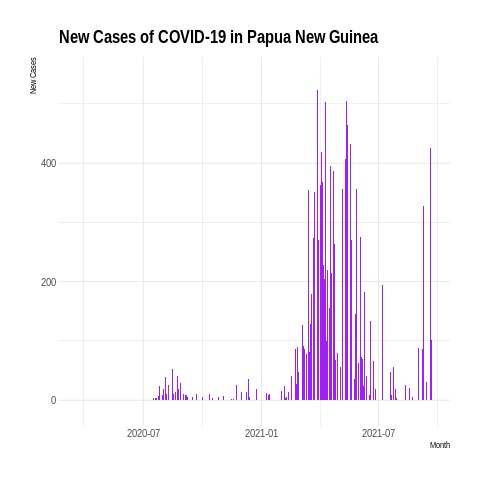 New Cases of COVID-19 in Papua New Guinea
New Cases
400
200
0
2020-07
2021-01
2021-07
Month